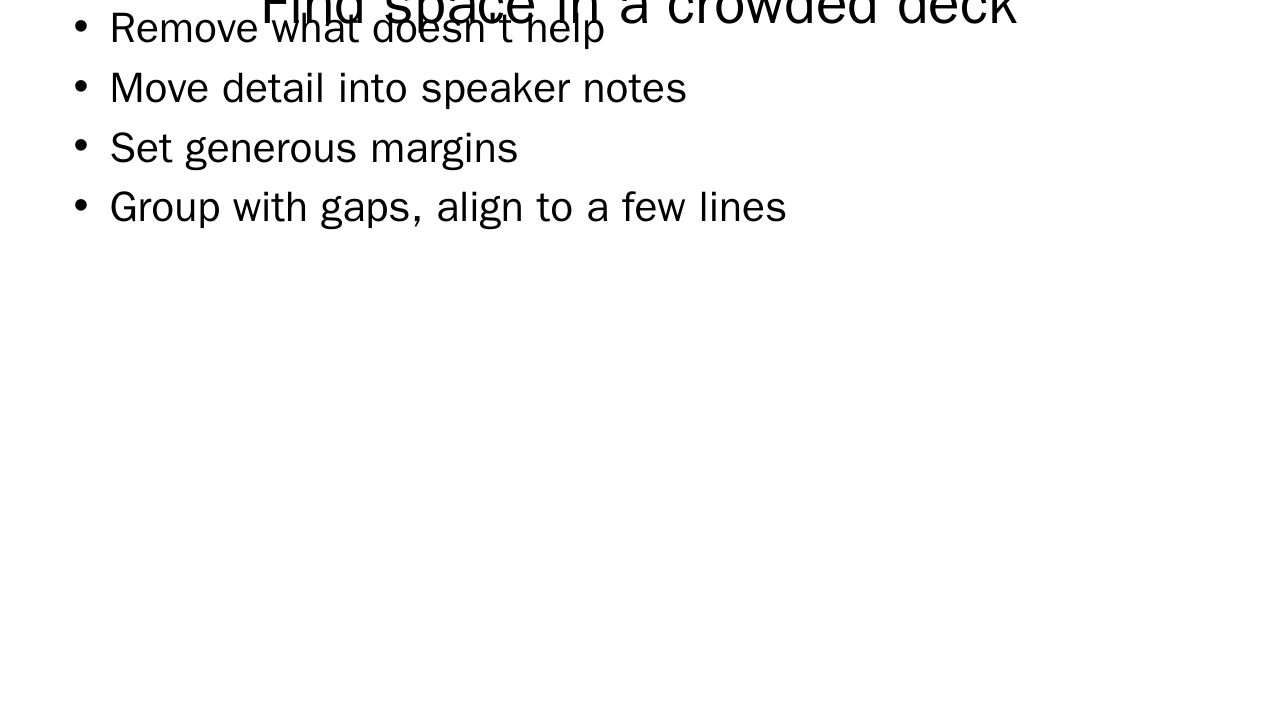 Find space in a crowded deck
• Remove what doesn't help
• Move detail into speaker notes
• Set generous margins
• Group with gaps, align to a few lines